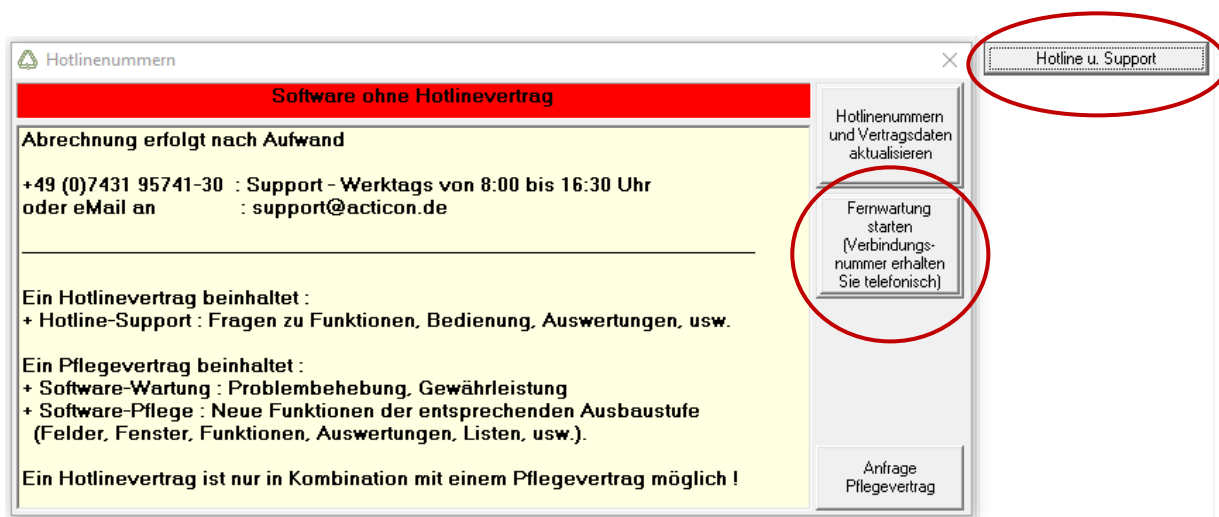 Hotlinenummern
Hotline u. Support
Software ohne Hotlinevertrag
Abrechnung erfolgt nach Aufwand
+49 (0)7431 95741-30 : Support - Werktags von 8:00 bis 16:30 Uhr
oder eMail an : support@acticon.de
Ein Hotlinevertrag beinhaltet :
+ Hotline-Support : Fragen zu Funktionen, Bedienung, Auswertungen, usw.
Ein Pflegevertrag beinhaltet :
+ Software-Wartung : Problembehebung, Gewährleistung
+ Software-Pflege : Neue Funktionen der entsprechenden Ausbaustufe
(Felder, Fenster, Funktionen, Auswertungen, Listen, usw.).
Ein Hotlinevertrag ist nur in Kombination mit einem Pflegevertrag möglich !
Hotlinenummern
und Vertragsdaten
aktualisieren
Fernwartung
starten
(Verbindungs-
nummer erhalten
Sie telefonisch)
Anfrage
Pflegevertrag